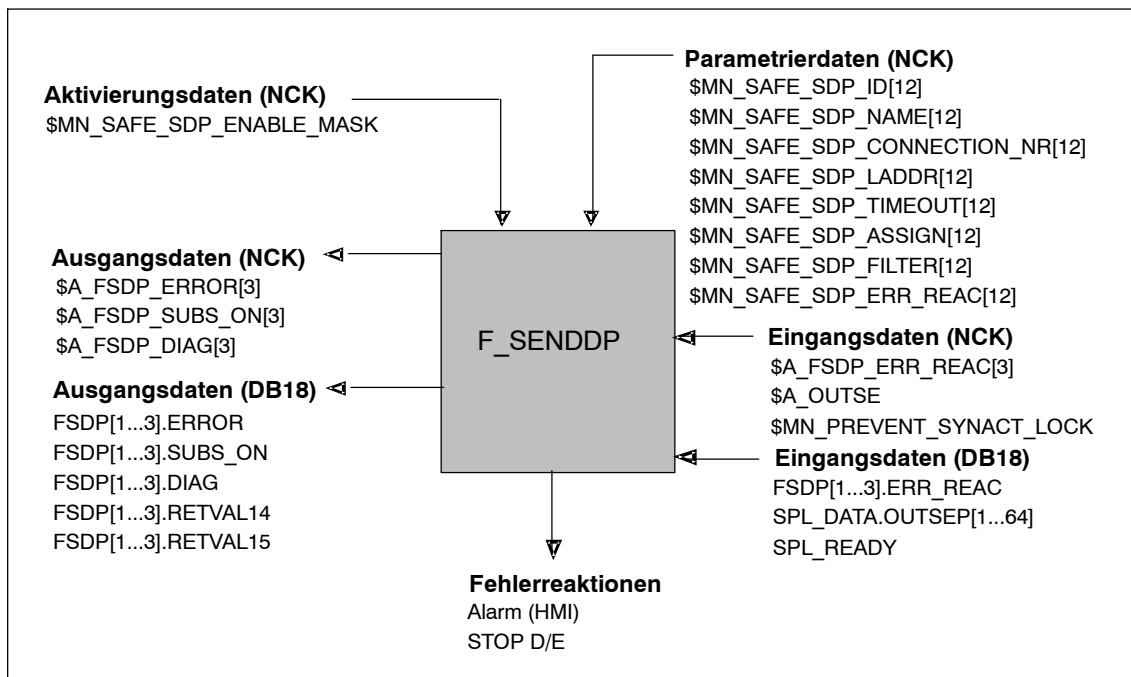 Aktivierungsdaten (NCK)
$MN_SAFE_SDP_ENABLE_MASK
Parametrierdaten (NCK)
$MN_SAFE_SDP_ID[12]
$MN_SAFE_SDP_NAME[12]
$MN_SAFE_SDP_CONNECTION_NR[12]
$MN_SAFE_SDP_LADDR[12]
$MN_SAFE_SDP_TIMEOUT[12]
$MN_SAFE_SDP_ASSIGN[12]
$MN_SAFE_SDP_FILTER[12]
$MN_SAFE_SDP_ERR_REAC[12]
Ausgangsdaten (NCK)
$A_FSDP_ERROR[3]
$A_FSDP_SUBS_ON[3]
$A_FSDP_DIAG[3]
Ausgangsdaten (DB18)
FSDP[1...3].ERROR
FSDP[1...3].SUBS_ON
FSDP[1...3].DIAG
FSDP[1...3].RETVAL14
FSDP[1...3].RETVAL15
F_SENDDP
Eingangsdaten (NCK)
$A_FSDP_ERR_REAC[3]
$A_OUTSE
$MN_PREVENT_SYNACT_LOCK
Eingangsdaten (DB18)
FSDP[1...3].ERR_REAC
SPL_DATA.OUTSEP[1...64]
SPL_READY
Fehlerreaktionen
Alarm (HMI)
STOP D/E